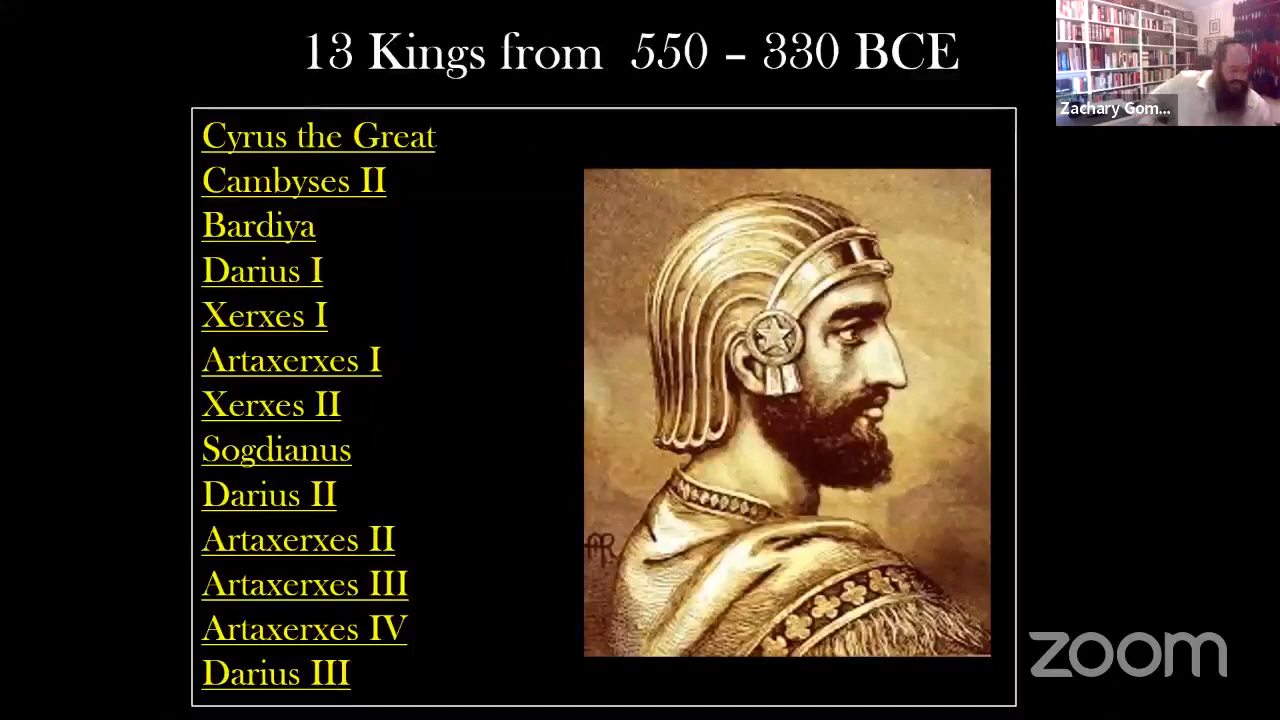 13 Kings from 550 – 330 BCE
Zachary Gom...
Cyrus the Great
Cambyses II
Bardiya
Darius I
Xerxes I
Artaxerxes I
Xerxes II
Sogdianus
Darius II
Artaxerxes II
Artaxerxes III
Artaxerxes IV
Darius III
zoom